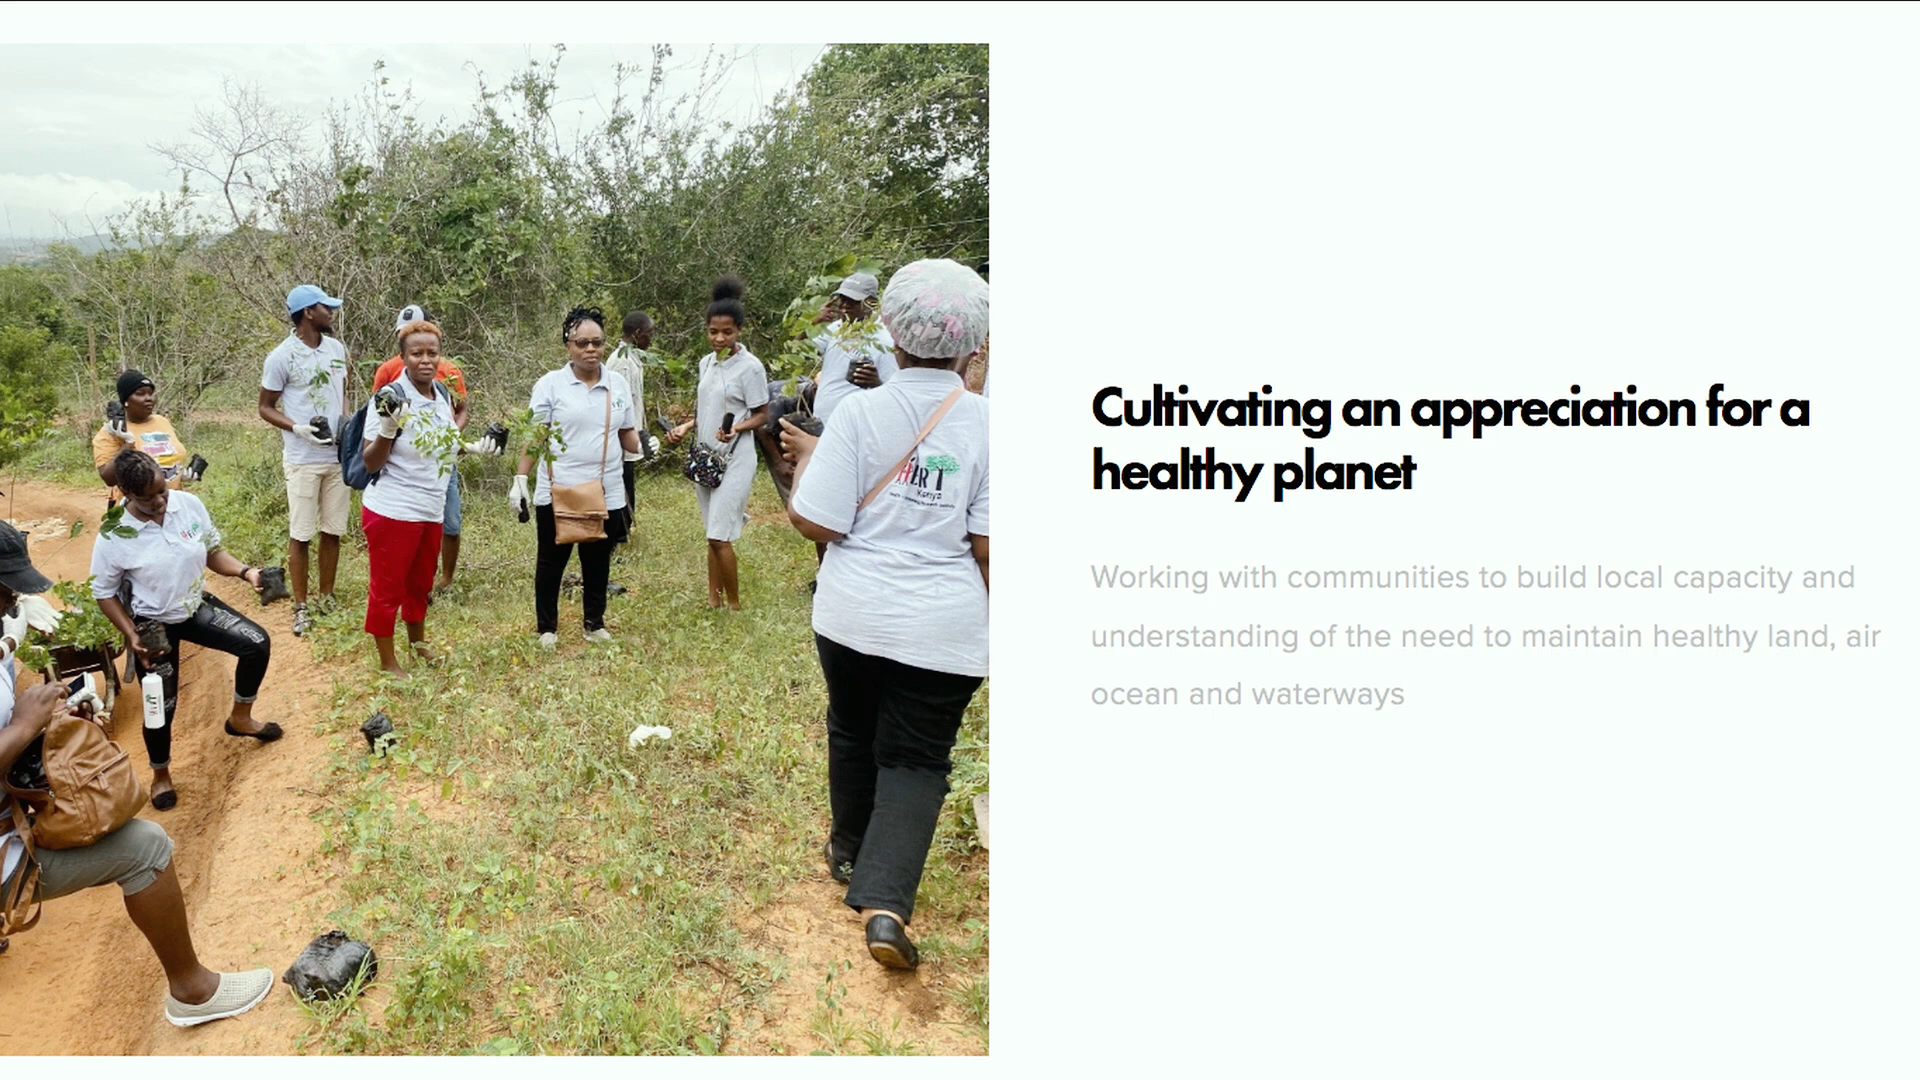 Cultivating an appreciation for a
healthy planet
Working with communities to build local capacity and
understanding of the need to maintain healthy land, air
ocean and waterways
Kenya